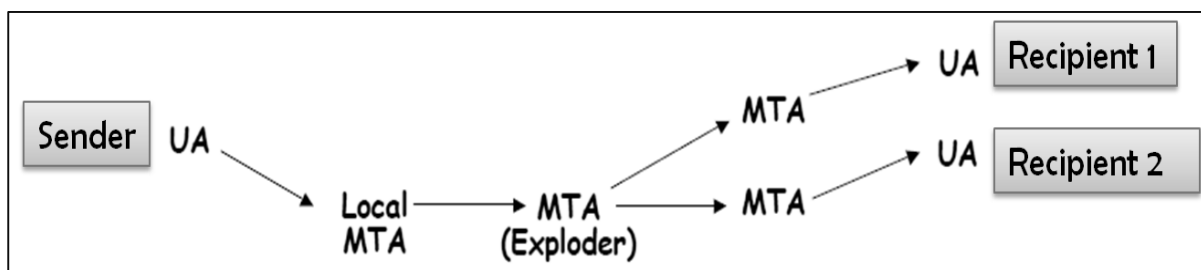 Sender
UA
Local
MTA
MTA
(Exploder)
MTA
UA
Recipient 1
MTA
UA
Recipient 2